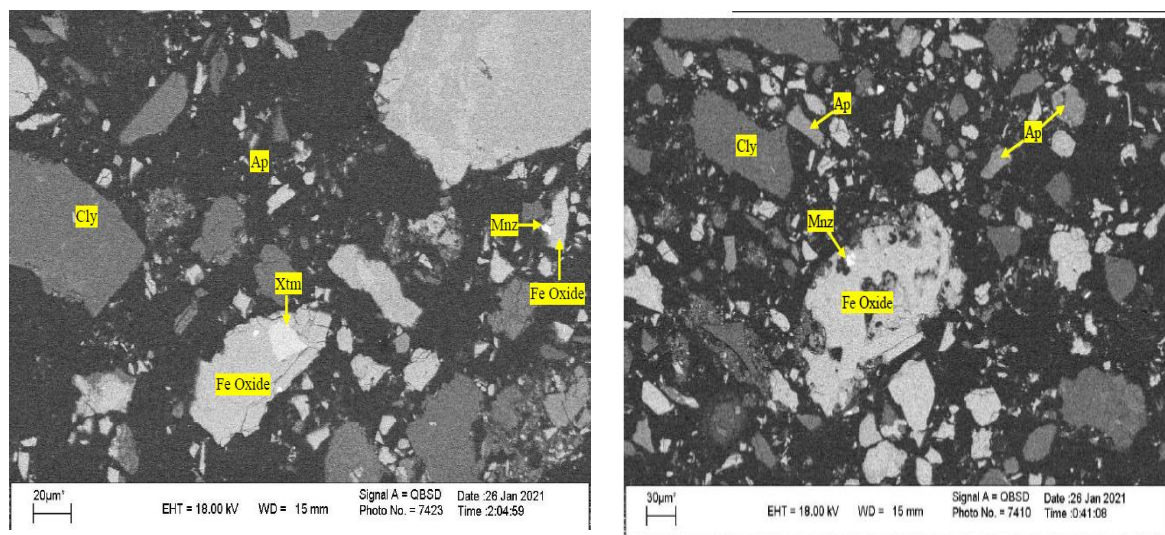 Ap
Cly
Mnz
Xtm
Fe Oxide
Fe Oxide
20µm
EHT = 18.00 kV WD = 15 mm
Signal A = QBSD Date :26 Jan 2021
Photo No. = 7423 Time :2:04:59
Ap
Ap
Cly
Mnz
Fe Oxide
30µm
EHT = 18.00 kV WD = 15 mm
Signal A = QBSD Date :26 Jan 2021
Photo No. = 7410 Time :0:41:08